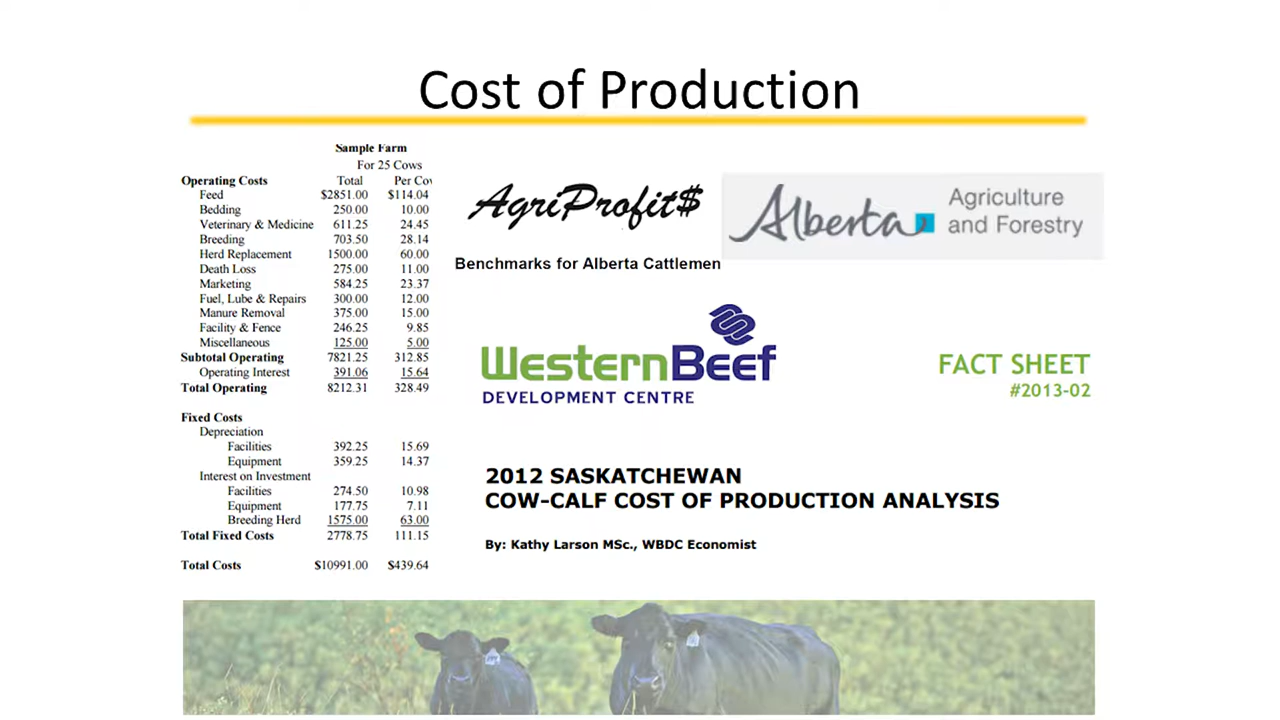 Cost of Production
Sample Farm
For 25 Cows
Operating Costs Total Per Cow
Feed $2851.00 $114.04
Bedding 250.00 10.00
Veterinary & Medicine 611.25 24.45
Breeding 703.50 28.14
Herd Replacement 1500.00 60.00
Death Loss 275.00 11.00
Marketing 584.25 23.37
Fuel, Lube & Repairs 300.00 12.00
Manure Removal 375.00 15.00
Facility & Fence 246.25 9.85
Miscellaneous 125.00 5.00
Subtotal Operating 7821.25 312.85
Operating Interest 391.06 15.64
Total Operating 8212.31 328.49
Fixed Costs
Depreciation
Facilities 392.25 15.69
Equipment 359.25 14.37
Interest on Investment
Facilities 274.50 10.98
Equipment 177.75 7.11
Breeding Herd 1575.00 63.00
Total Fixed Costs 2778.75 111.15
Total Costs $10991.00 $439.64
AgriProfit$
Benchmarks for Alberta Cattlemen
Alberta Agriculture
and Forestry
WesternBeef
DEVELOPMENT CENTRE
FACT SHEET
#2013-02
2012 SASKATCHEWAN
COW-CALF COST OF PRODUCTION ANALYSIS
By: Kathy Larson MSc., WBDC Economist